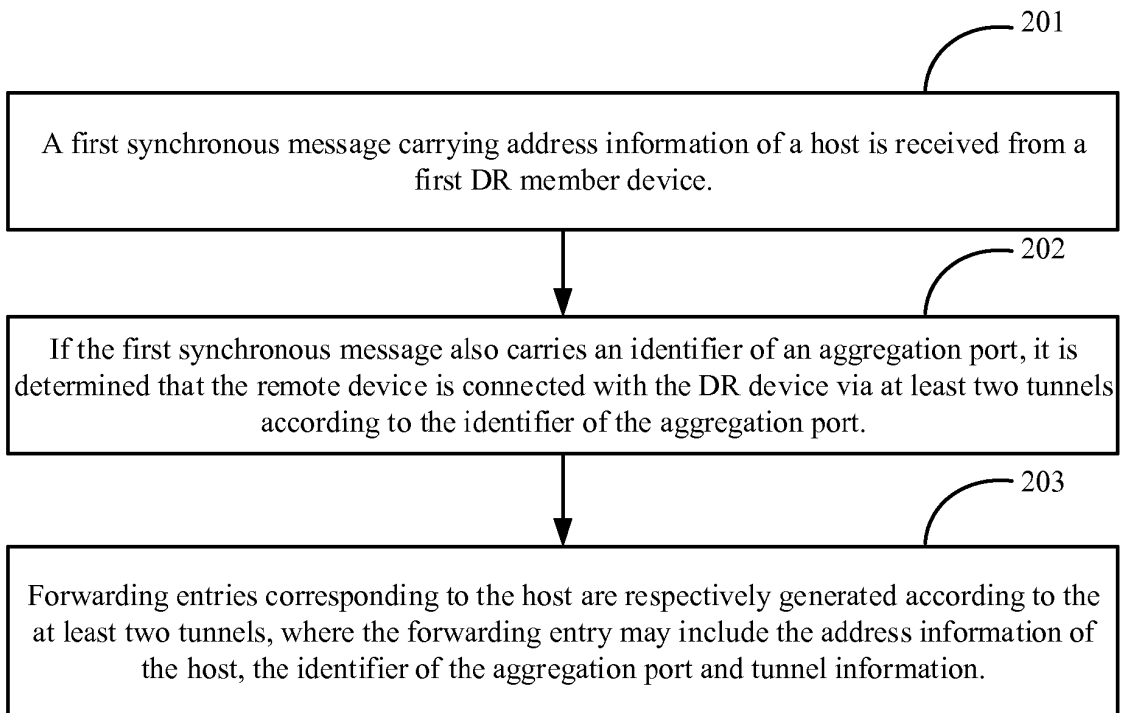 201
A first synchronous message carrying address information of a host is received from a
first DR member device.
202
If the first synchronous message also carries an identifier of an aggregation port, it is
determined that the remote device is connected with the DR device via at least two tunnels
according to the identifier of the aggregation port.
203
Forwarding entries corresponding to the host are respectively generated according to the
at least two tunnels, where the forwarding entry may include the address information of
the host, the identifier of the aggregation port and tunnel information.